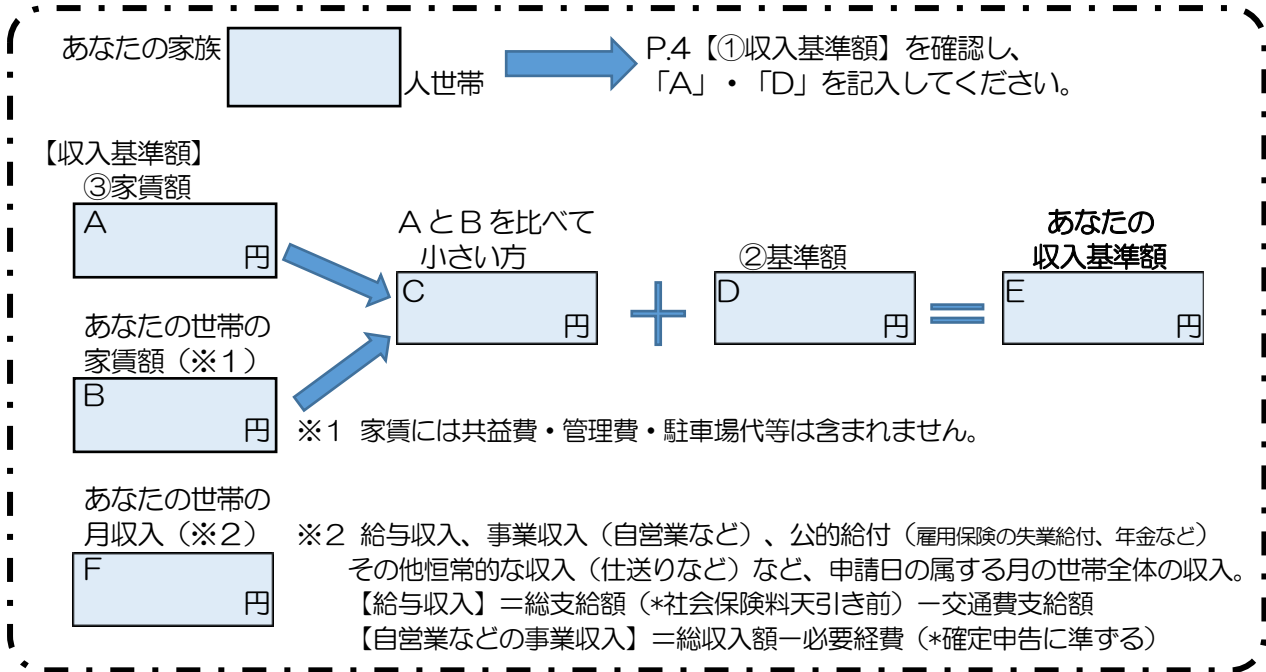 あなたの家族
人世帯
P.4【①収入基準額】を確認し、
「A」・「D」を記入してください。
【収入基準額】
③家賃額
A
円
あなたの世帯の
家賃額（※１）
B
円
AとBを比べて
小さい方
C
円
＋
②基準額
D
円
＝
あなたの
収入基準額
E
円
※１ 家賃には共益費・管理費・駐車場代等は含まれません。
あなたの世帯の
月収入（※２）
F
円
※２ 給与収入、事業収入（自営業など）、公的給付（雇用保険の失業給付、年金など）
その他恒常的な収入（仕送りなど）など、申請日の属する月の世帯全体の収入。
【給与収入】＝総支給額（*社会保険料天引き前）－交通費支給額
【自営業などの事業収入】＝総収入額－必要経費（*確定申告に準ずる）